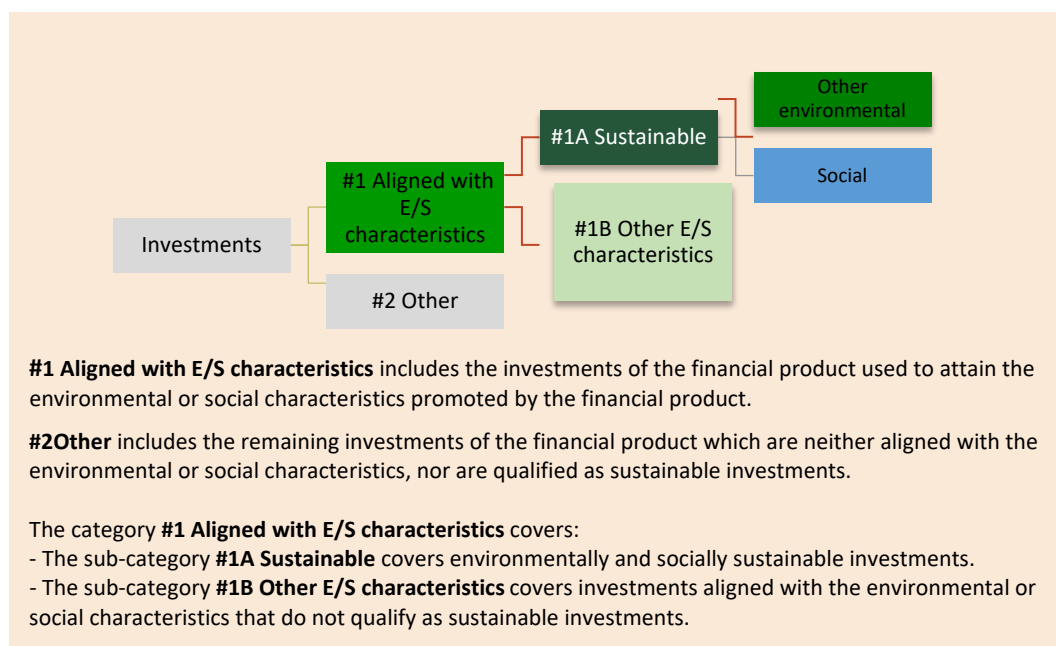 Other
environmental
#1A Sustainable
Social
#1 Aligned with
E/S
characteristics
#1B Other E/S
characteristics
Investments
#2 Other
#1 Aligned with E/S characteristics includes the investments of the financial product used to attain the
environmental or social characteristics promoted by the financial product.
#2Other includes the remaining investments of the financial product which are neither aligned with the
environmental or social characteristics, nor are qualified as sustainable investments.
The category #1 Aligned with E/S characteristics covers:
- The sub-category #1A Sustainable covers environmentally and socially sustainable investments.
- The sub-category #1B Other E/S characteristics covers investments aligned with the environmental or
social characteristics that do not qualify as sustainable investments.